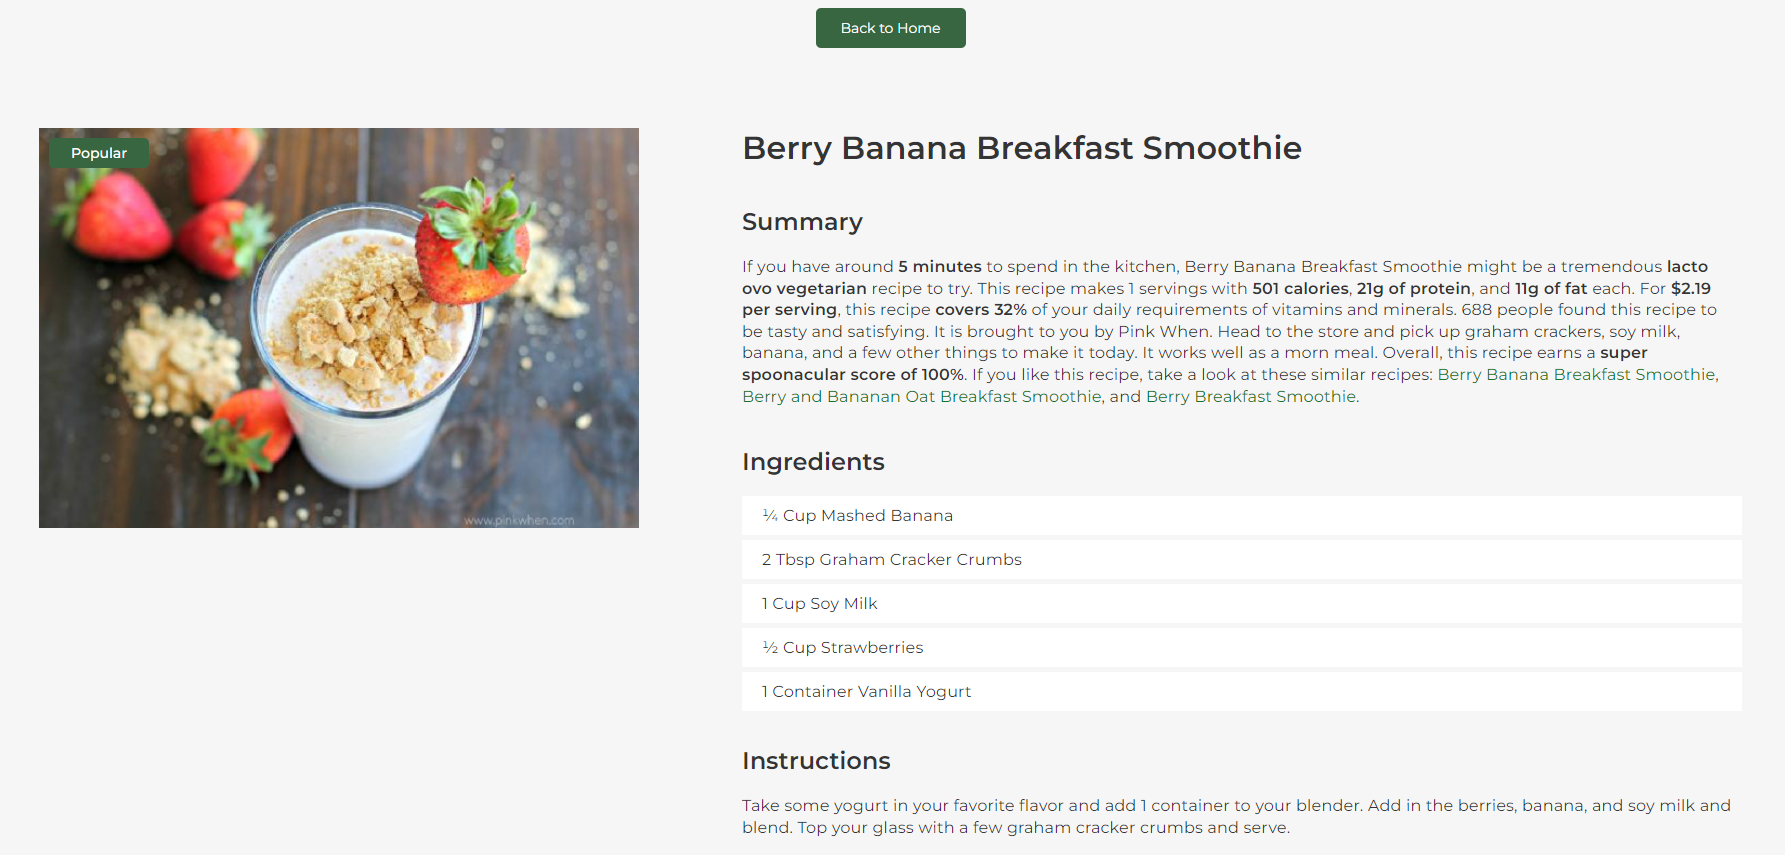 Back to Home
Popular
www.pinkwhen.com
Berry Banana Breakfast Smoothie
Summary
If you have around 5 minutes to spend in the kitchen, Berry Banana Breakfast Smoothie might be a tremendous lacto
ovo vegetarian recipe to try. This recipe makes 1 servings with 501 calories, 21g of protein, and 11g of fat each. For $2.19
per serving, this recipe covers 32% of your daily requirements of vitamins and minerals. 688 people found this recipe to
be tasty and satisfying. It is brought to you by Pink When. Head to the store and pick up graham crackers, soy milk,
banana, and a few other things to make it today. It works well as a morn meal. Overall, this recipe earns a super
spoonacular score of 100%. If you like this recipe, take a look at these similar recipes: Berry Banana Breakfast Smoothie,
Berry and Bananan Oat Breakfast Smoothie, and Berry Breakfast Smoothie.
Ingredients
¼ Cup Mashed Banana
2 Tbsp Graham Cracker Crumbs
1 Cup Soy Milk
½ Cup Strawberries
1 Container Vanilla Yogurt
Instructions
Take some yogurt in your favorite flavor and add 1 container to your blender. Add in the berries, banana, and soy milk and
blend. Top your glass with a few graham cracker crumbs and serve.